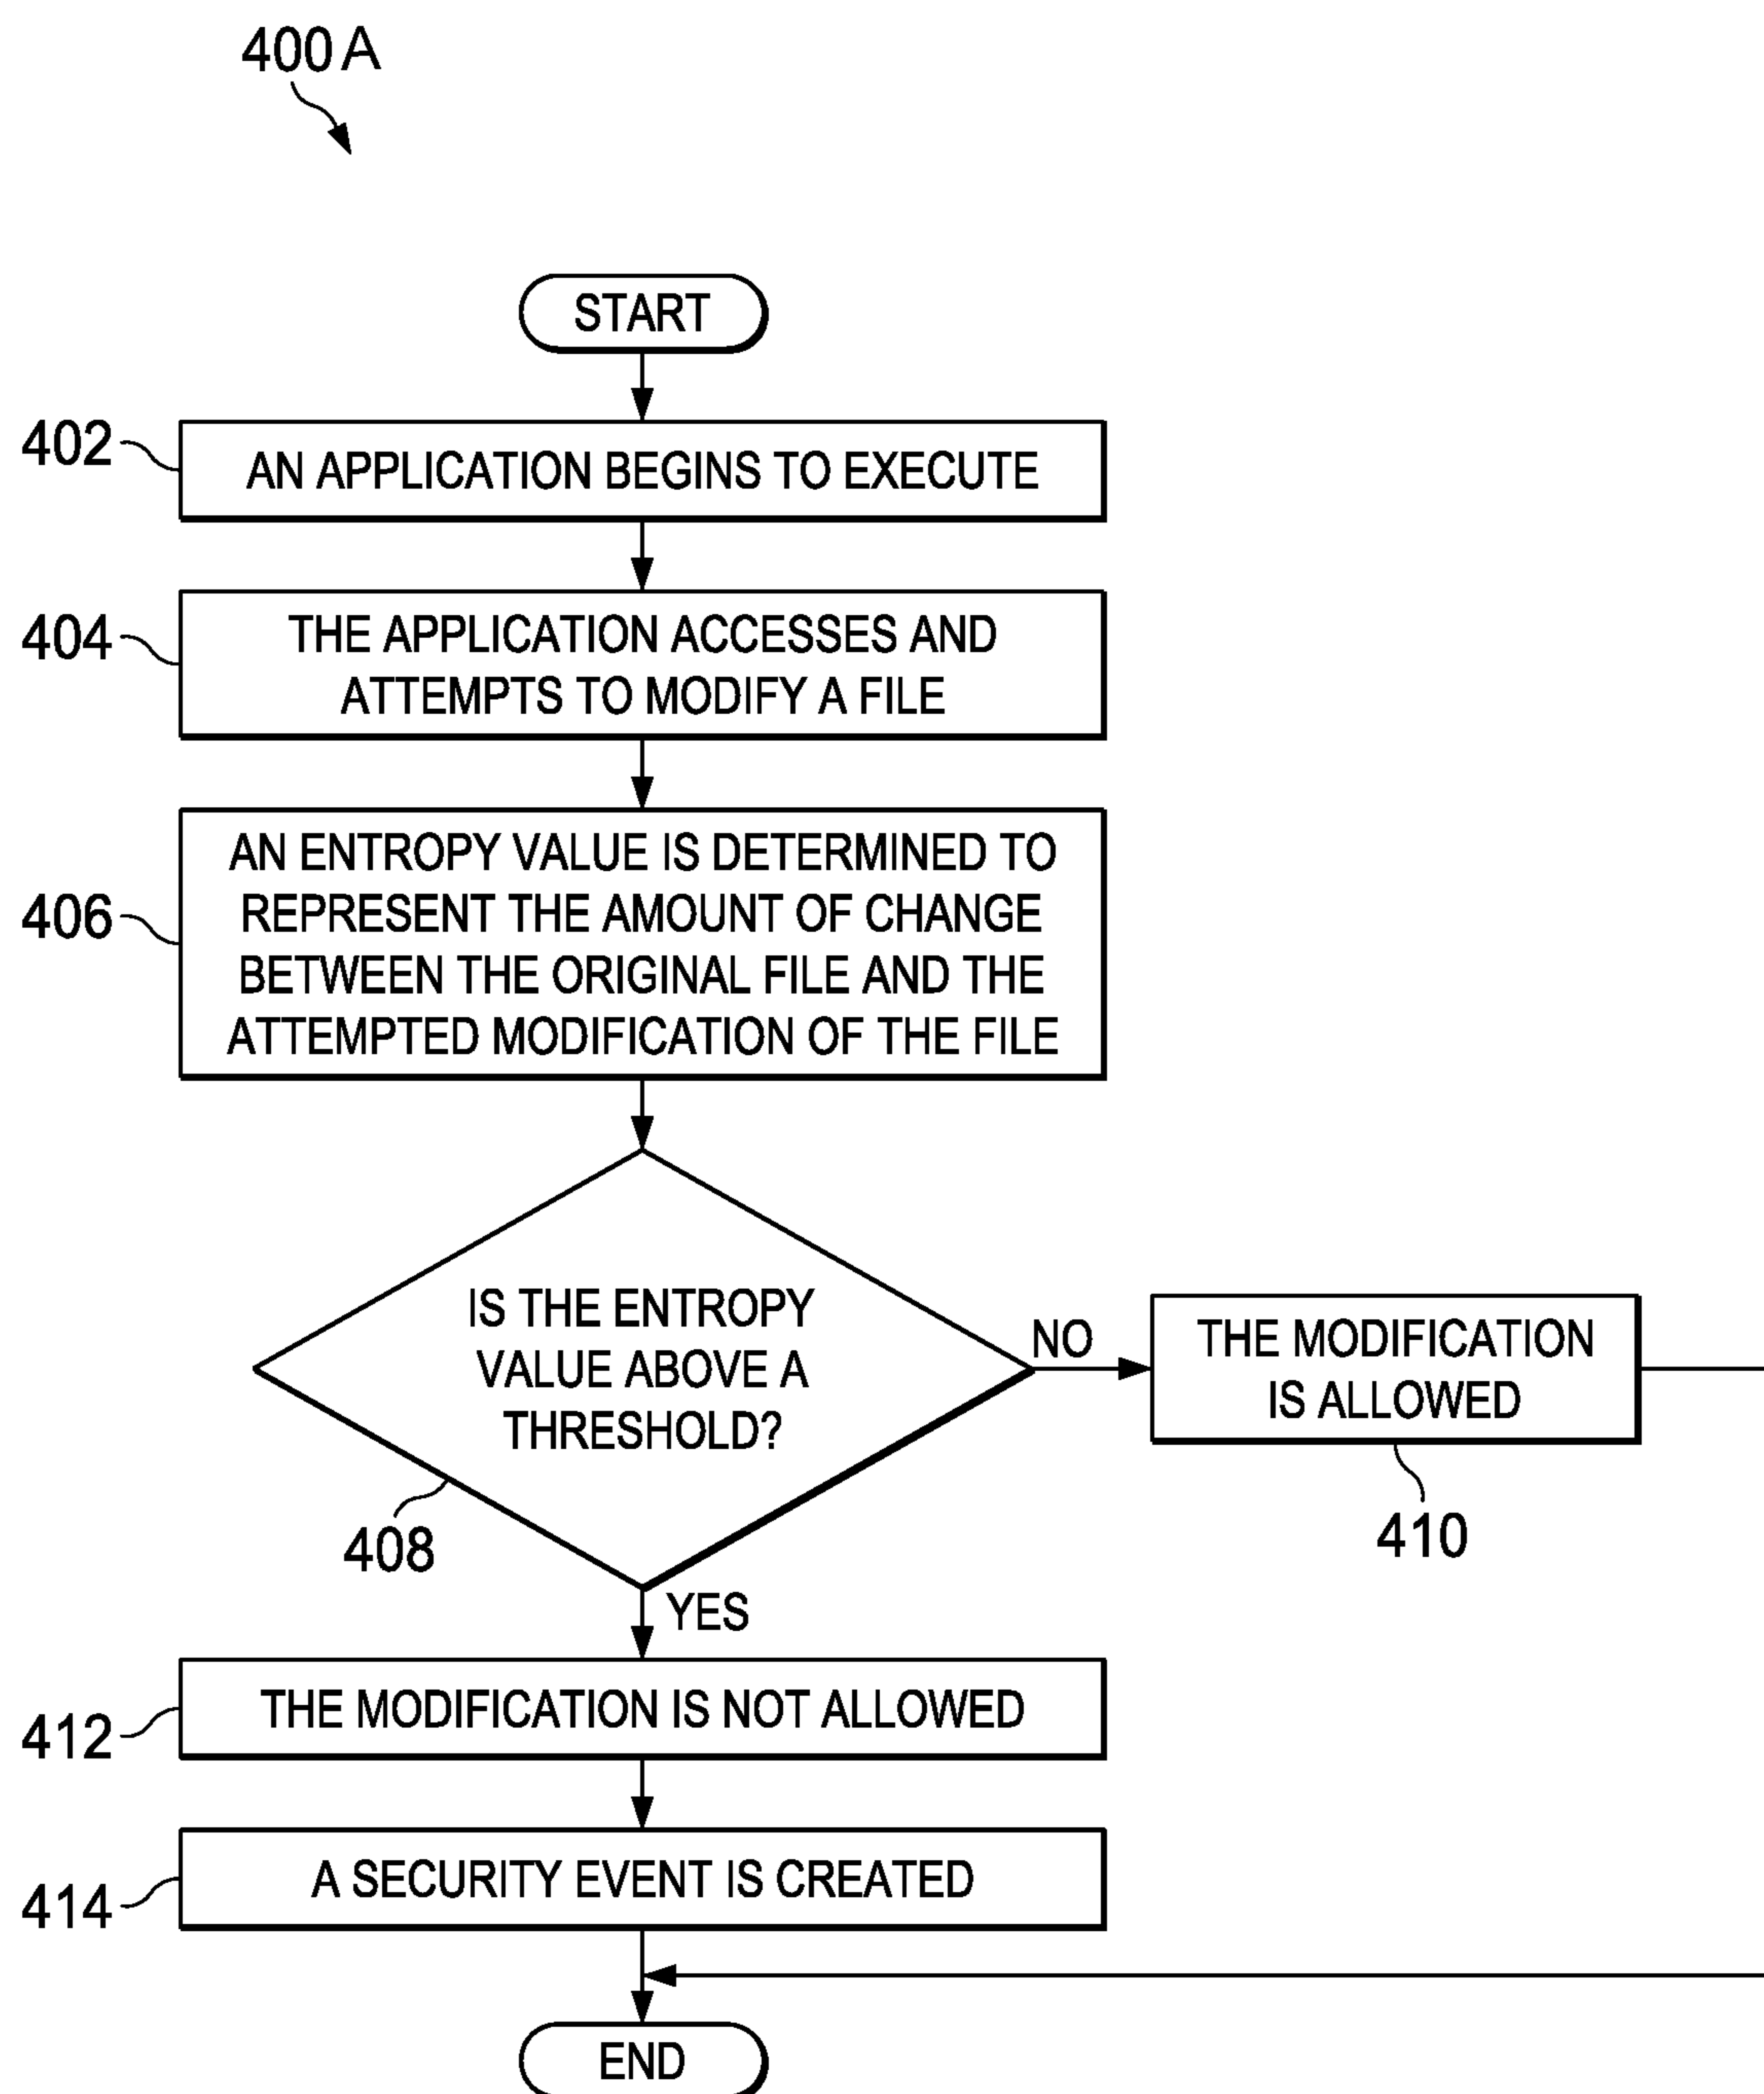 400 A
START
402
AN APPLICATION BEGINS TO EXECUTE
404
THE APPLICATION ACCESSES AND
ATTEMPTS TO MODIFY A FILE
406
AN ENTROPY VALUE IS DETERMINED TO
REPRESENT THE AMOUNT OF CHANGE
BETWEEN THE ORIGINAL FILE AND THE
ATTEMPTED MODIFICATION OF THE FILE
IS THE ENTROPY
VALUE ABOVE A
THRESHOLD?
408
NO
THE MODIFICATION
IS ALLOWED
410
YES
412
THE MODIFICATION IS NOT ALLOWED
414
A SECURITY EVENT IS CREATED
END